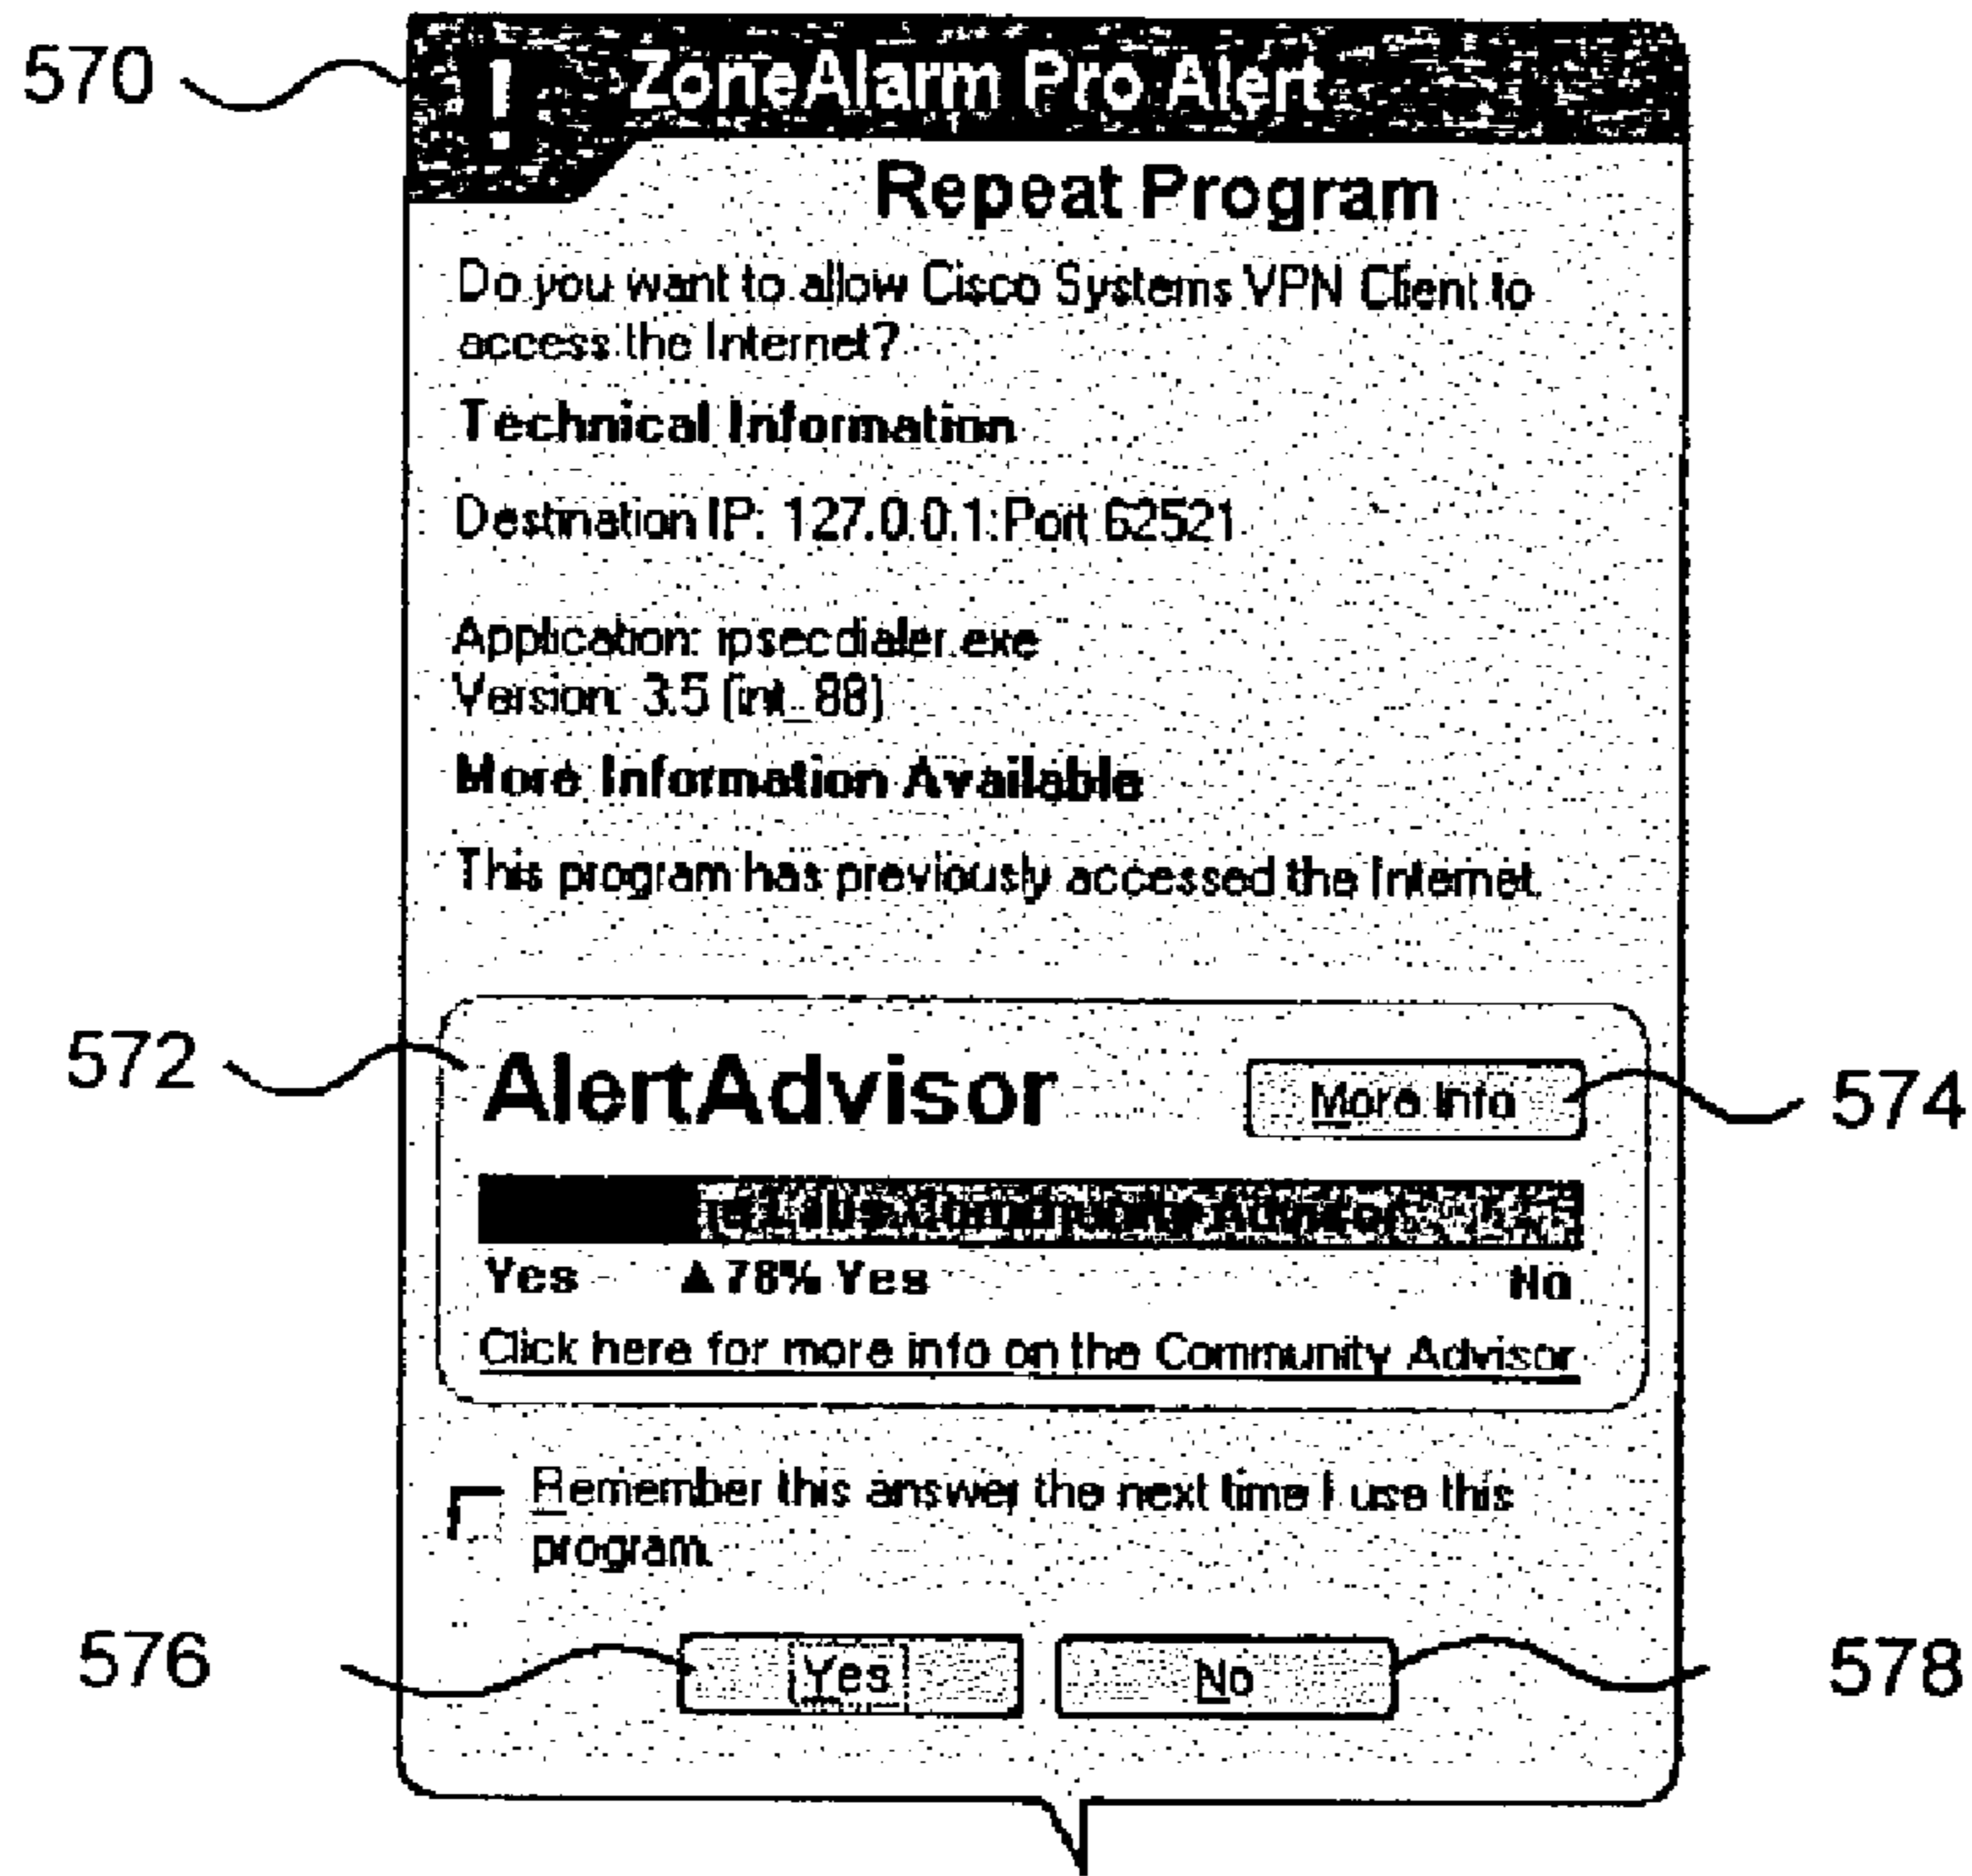 570
! ZoneAlarm Pro Alert
Repeat Program
Do you want to allow Cisco Systems VPN Client to
access the Internet?
Technical Information
Destination IP: 127.0.0.1:Port 62521
Application: ipsecdialer.exe
Version: 3.5 (int_88)
More Information Available
This program has previously accessed the Internet.
572
AlertAdvisor
More Info
574
Labs Community Advisor
Yes ▲78% Yes No
Click here for more info on the Community Advisor
Remember this answer the next time I use this
program.
576
Yes
No
578